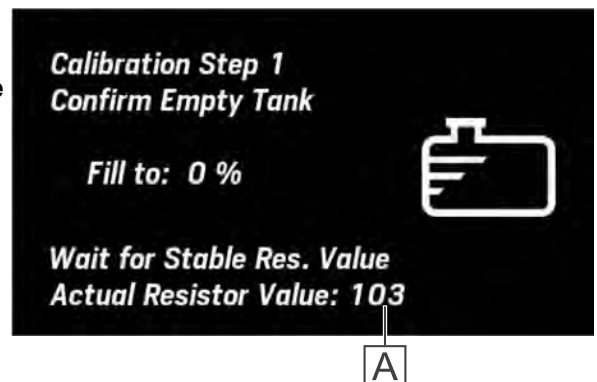 e
Calibration Step 1
Confirm Empty Tank
Fill to: 0 %
Wait for Stable Res. Value
Actual Resistor Value: 103
A